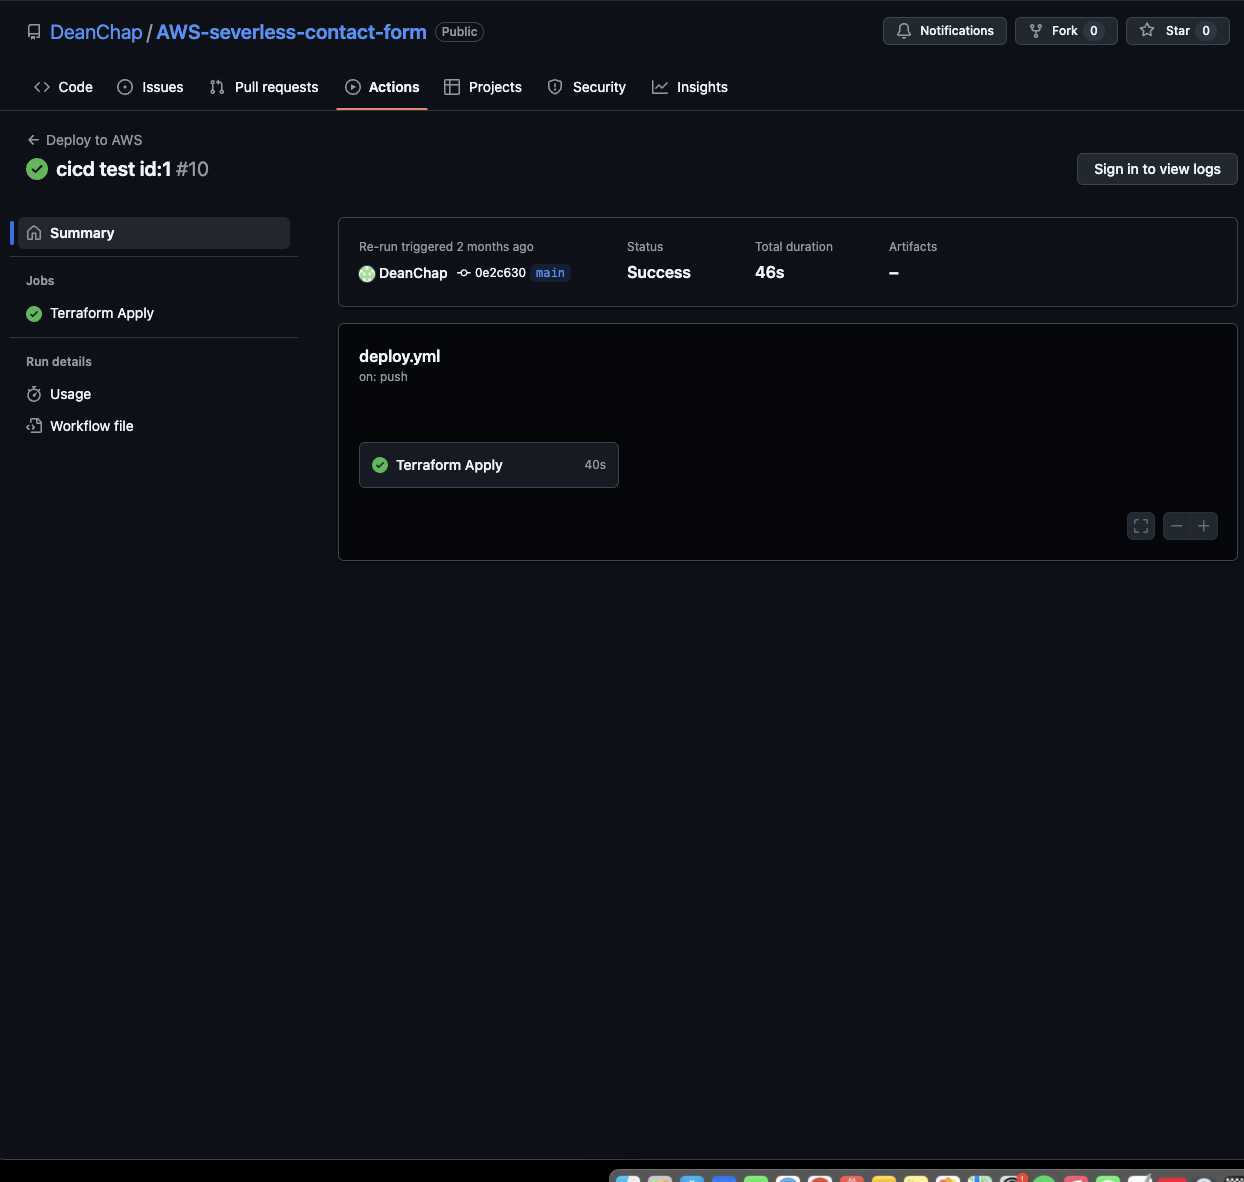 DeanChap / AWS-severless-contact-form Public
Notifications Fork 0 Star 0
Code Issues Pull requests Actions Projects Security Insights
Deploy to AWS
cicd test id:1 #10
Sign in to view logs
Summary
Jobs
Terraform Apply
Run details
Usage
Workflow file
Re-run triggered 2 months ago Status Total duration Artifacts
DeanChap 0e2c630 main Success 46s –
deploy.yml
on: push
Terraform Apply 40s
1